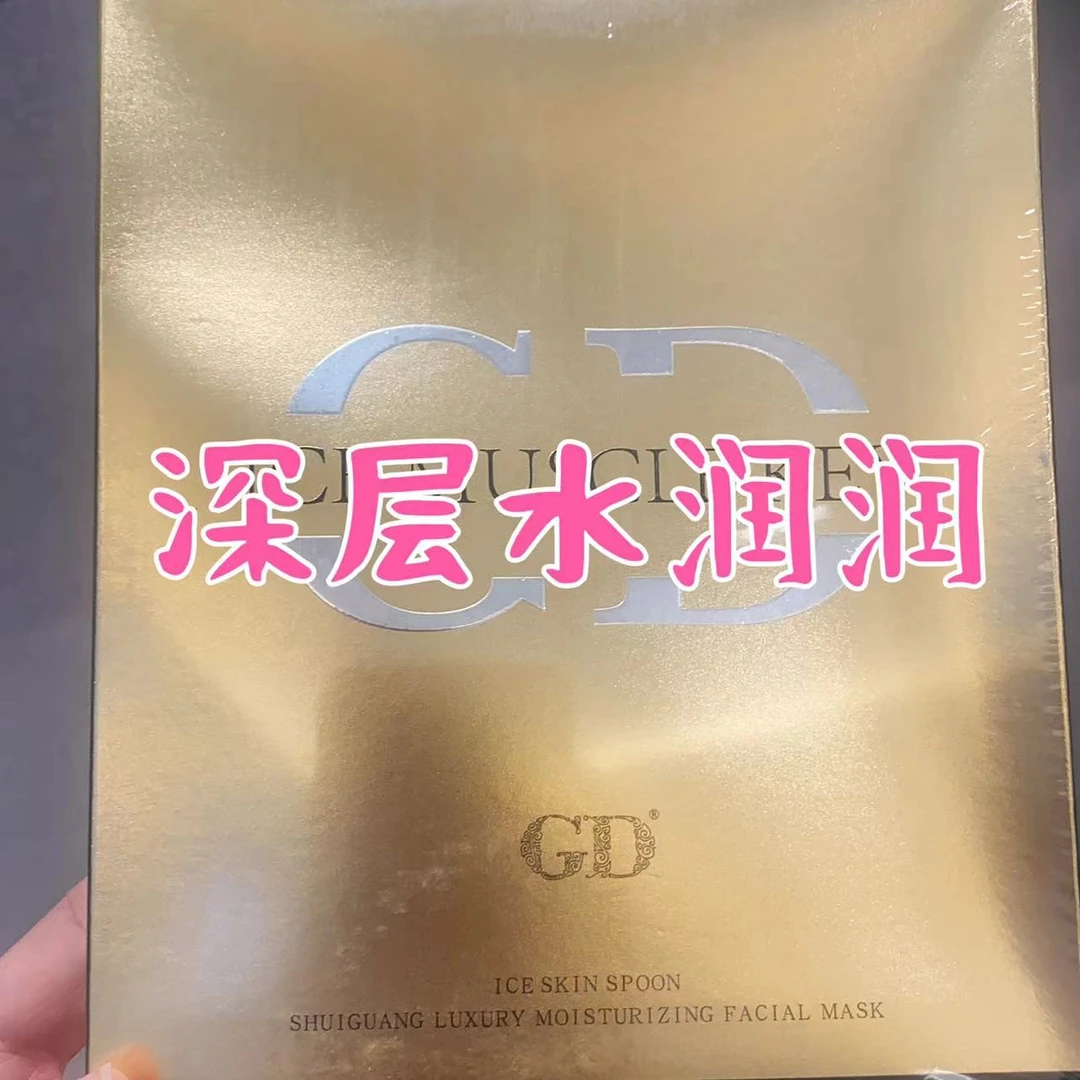 GD
深层水润润
GD®
ICE SKIN SPOON
SHUIGUANG LUXURY MOISTURIZING FACIAL MASK